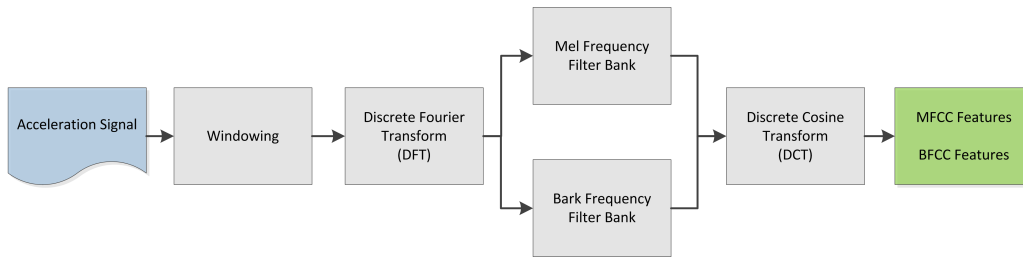 Acceleration Signal
Windowing
Discrete Fourier
Transform
(DFT)
Mel Frequency
Filter Bank
Bark Frequency
Filter Bank
Discrete Cosine
Transform
(DCT)
MFCC Features
BFCC Features